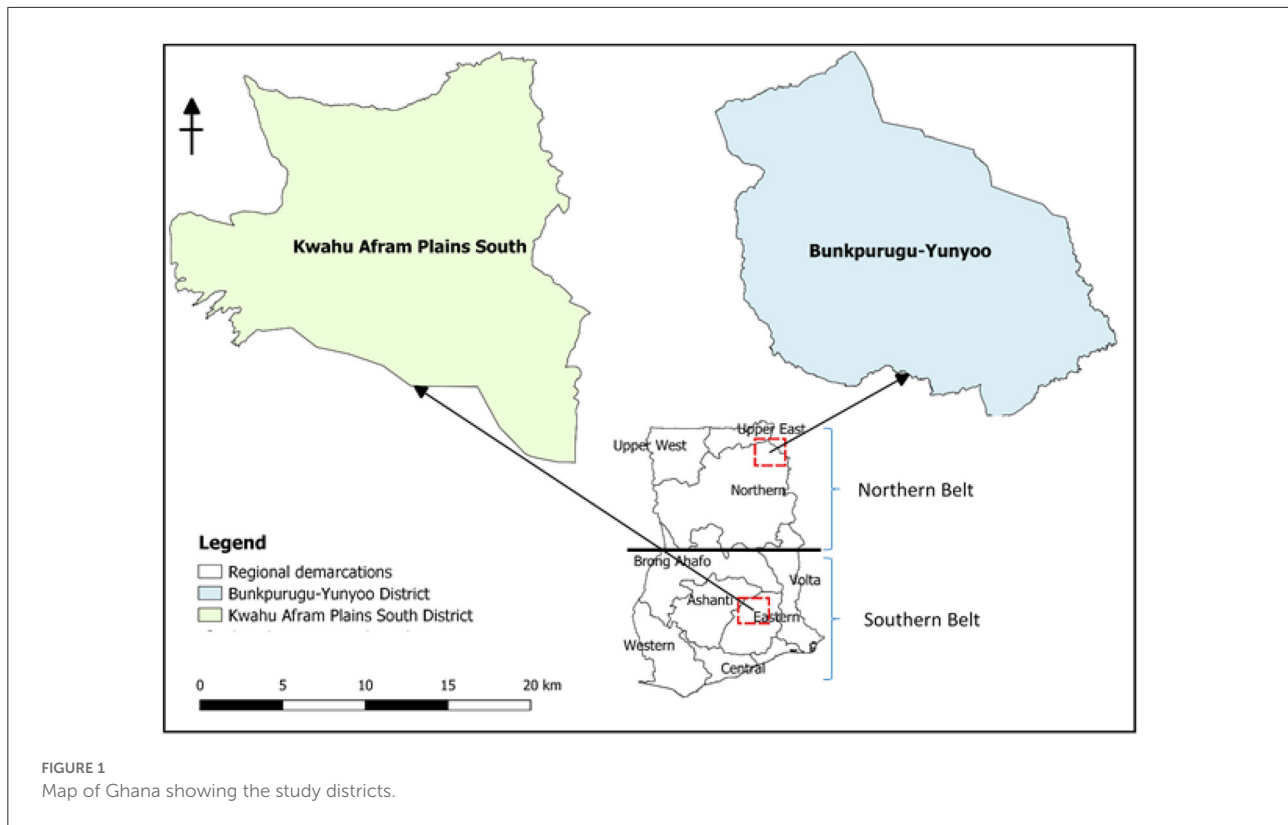 Kwahu Afram Plains South
Bunkpurugu-Yunyoo
Upper East
Upper West
Northern
Northern Belt
Brong Ahafo
Volta
Ashanti
Eastern
Southern Belt
Western
Central
Legend
Regional demarcations
Bunkpurugu-Yunyoo District
Kwahu Afram Plains South District
0 5 10 15 20 km
FIGURE 1
Map of Ghana showing the study districts.